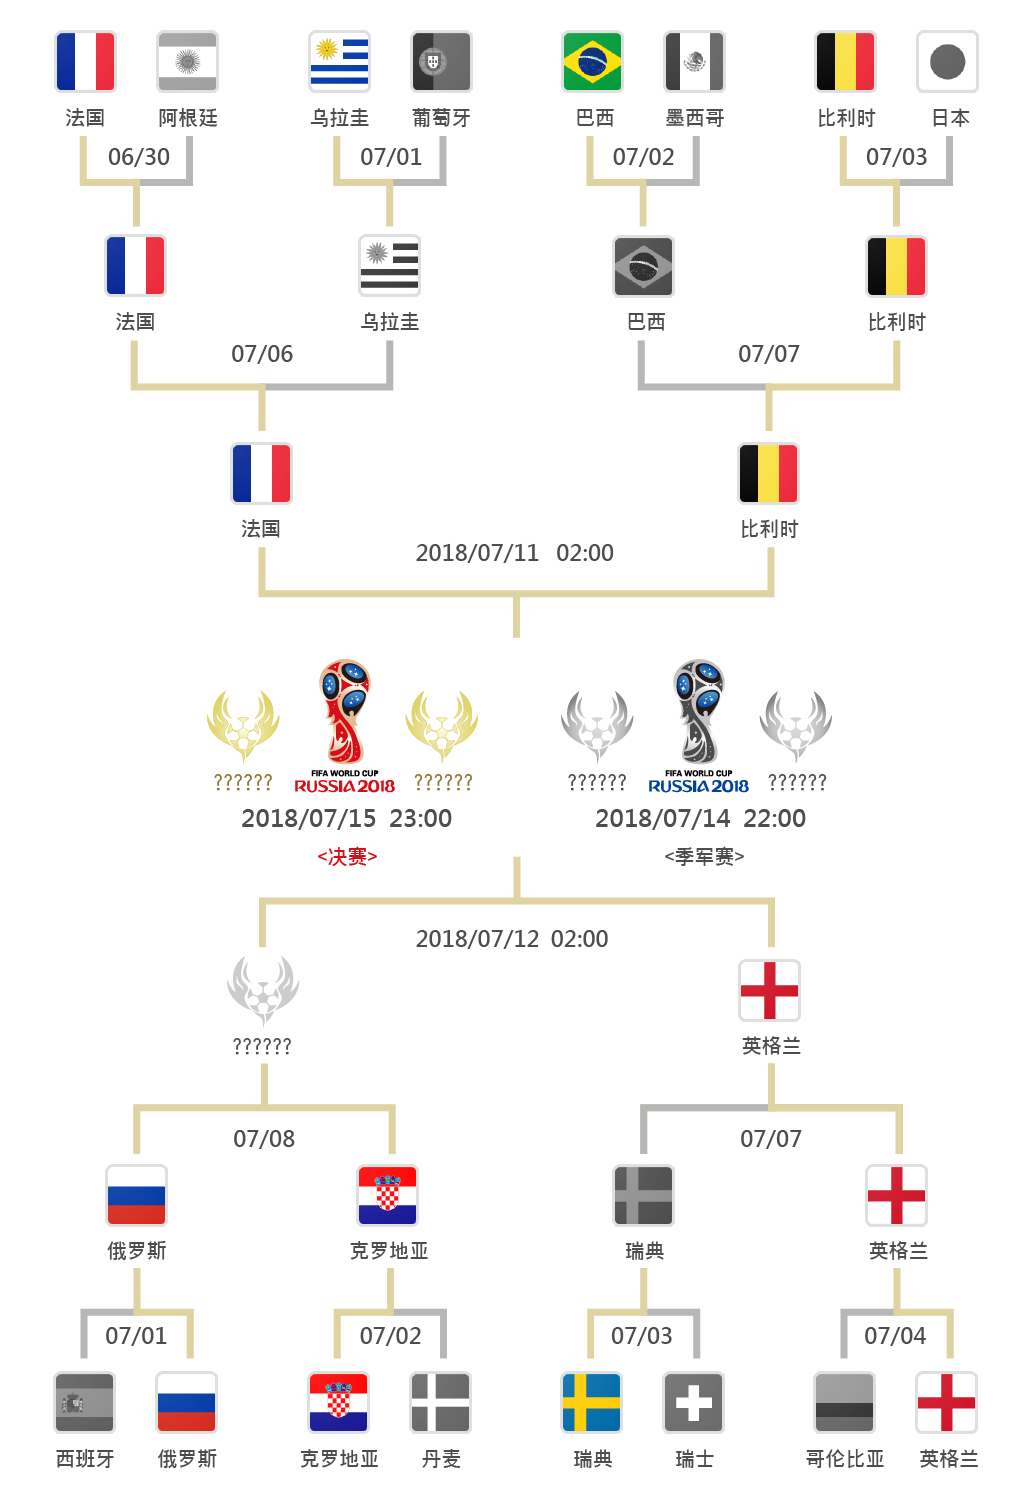 法国 阿根廷 乌拉圭 葡萄牙 巴西 墨西哥 比利时 日本
06/30 07/01 07/02 07/03
法国 乌拉圭 巴西 比利时
07/06 07/07
法国 比利时
2018/07/11 02:00
FIFA WORLD CUP FIFA WORLD CUP
?????? RUSSIA 2018 ?????? ?????? RUSSIA 2018 ??????
2018/07/15 23:00 2018/07/14 22:00
<决赛> <季军赛>
2018/07/12 02:00
?????? 英格兰
07/08 07/07
俄罗斯 克罗地亚 瑞典 英格兰
07/01 07/02 07/03 07/04
西班牙 俄罗斯 克罗地亚 丹麦 瑞典 瑞士 哥伦比亚 英格兰